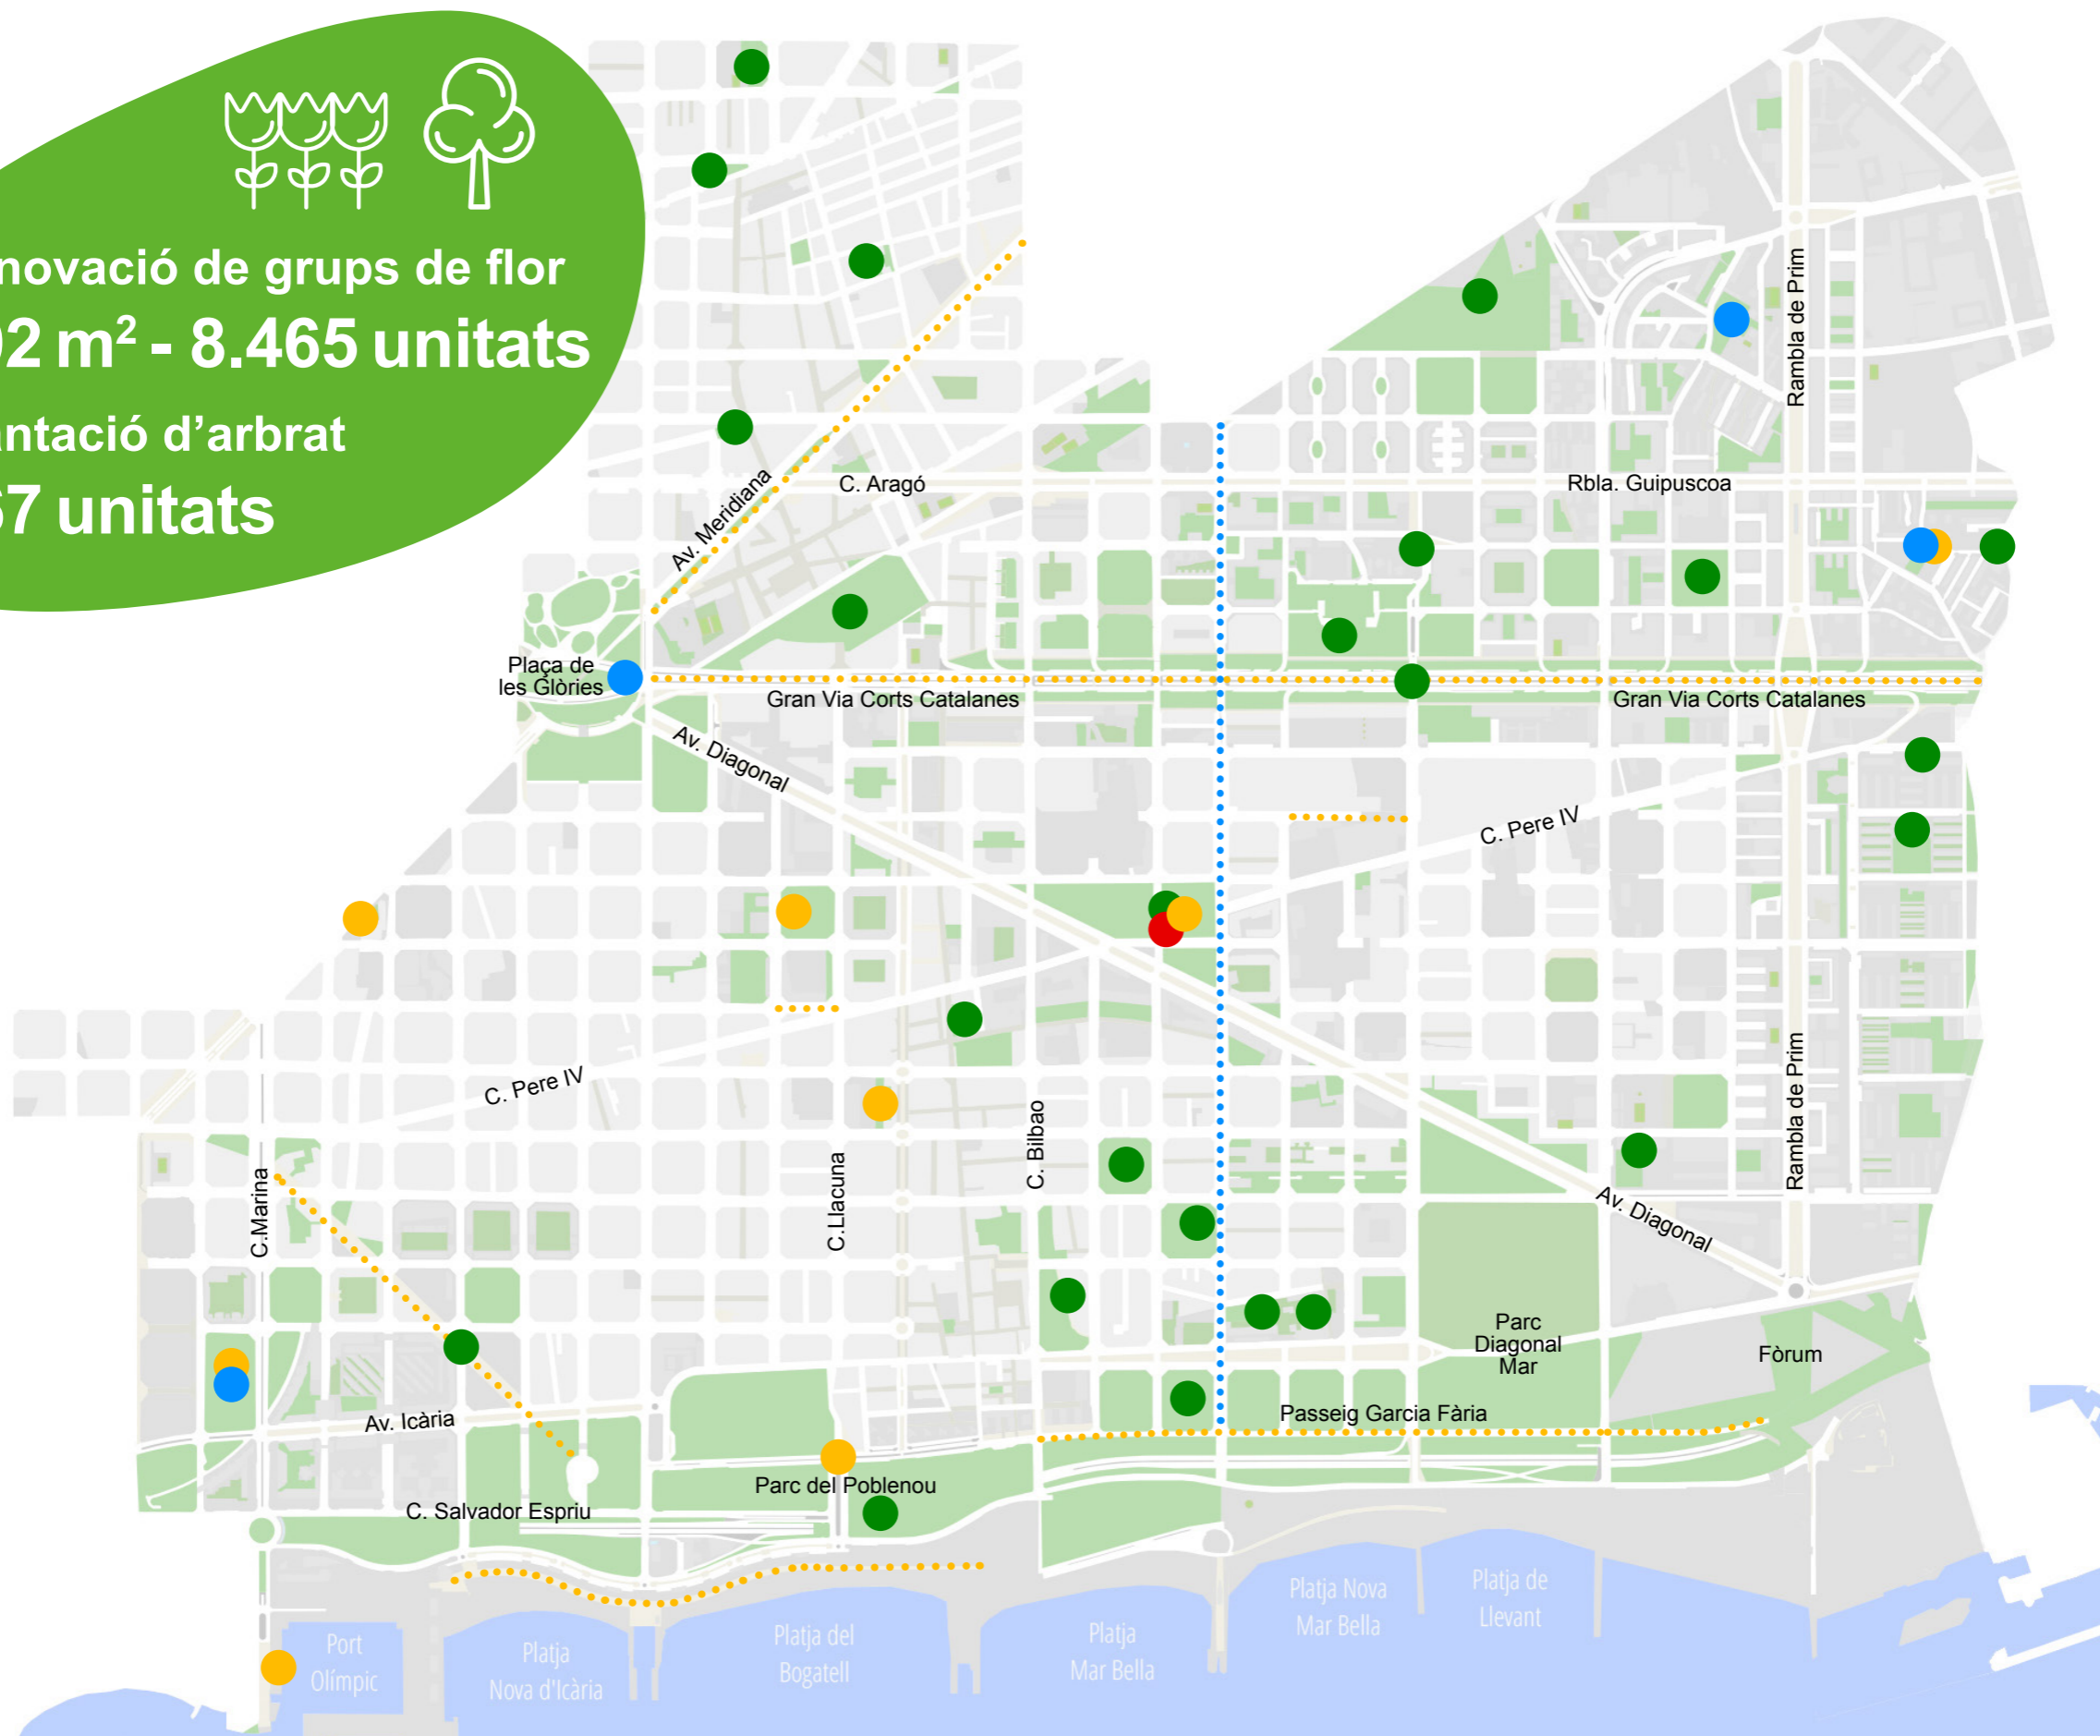 novació de grups de flor
92 m² - 8.465 unitats
antació d’arbrat
67 unitats
Rambla de Prim
Av. Meridiana
C. Aragó
Rbla. Guipuscoa
Plaça de
les Glòries
Gran Via Corts Catalanes
Gran Via Corts Catalanes
Av. Diagonal
C. Pere IV
C. Pere IV
Rambla de Prim
C. Bilbao
C.Marina
C.Llacuna
Av. Diagonal
Parc
Diagonal
Mar
Fòrum
Av. Icària
Passeig Garcia Fària
Parc del Poblenou
C. Salvador Espriu
Port
Olímpic
Platja
Nova d'Icària
Platja del
Bogatell
Platja
Mar Bella
Platja Nova
Mar Bella
Platja de
Llevant